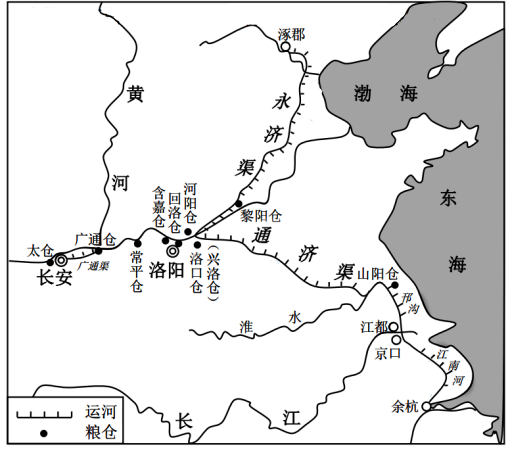 涿郡
黄
河
永
济
渠
渤海
东
海
黎阳仓
河阳仓
回洛仓
含嘉仓
太仓
长安
广通仓
广通渠
常平仓
洛阳
洛口仓
（兴洛仓）
通
济
渠
山阳仓
邗沟
淮水
江都
京口
江南河
余杭
长江
运河
粮仓